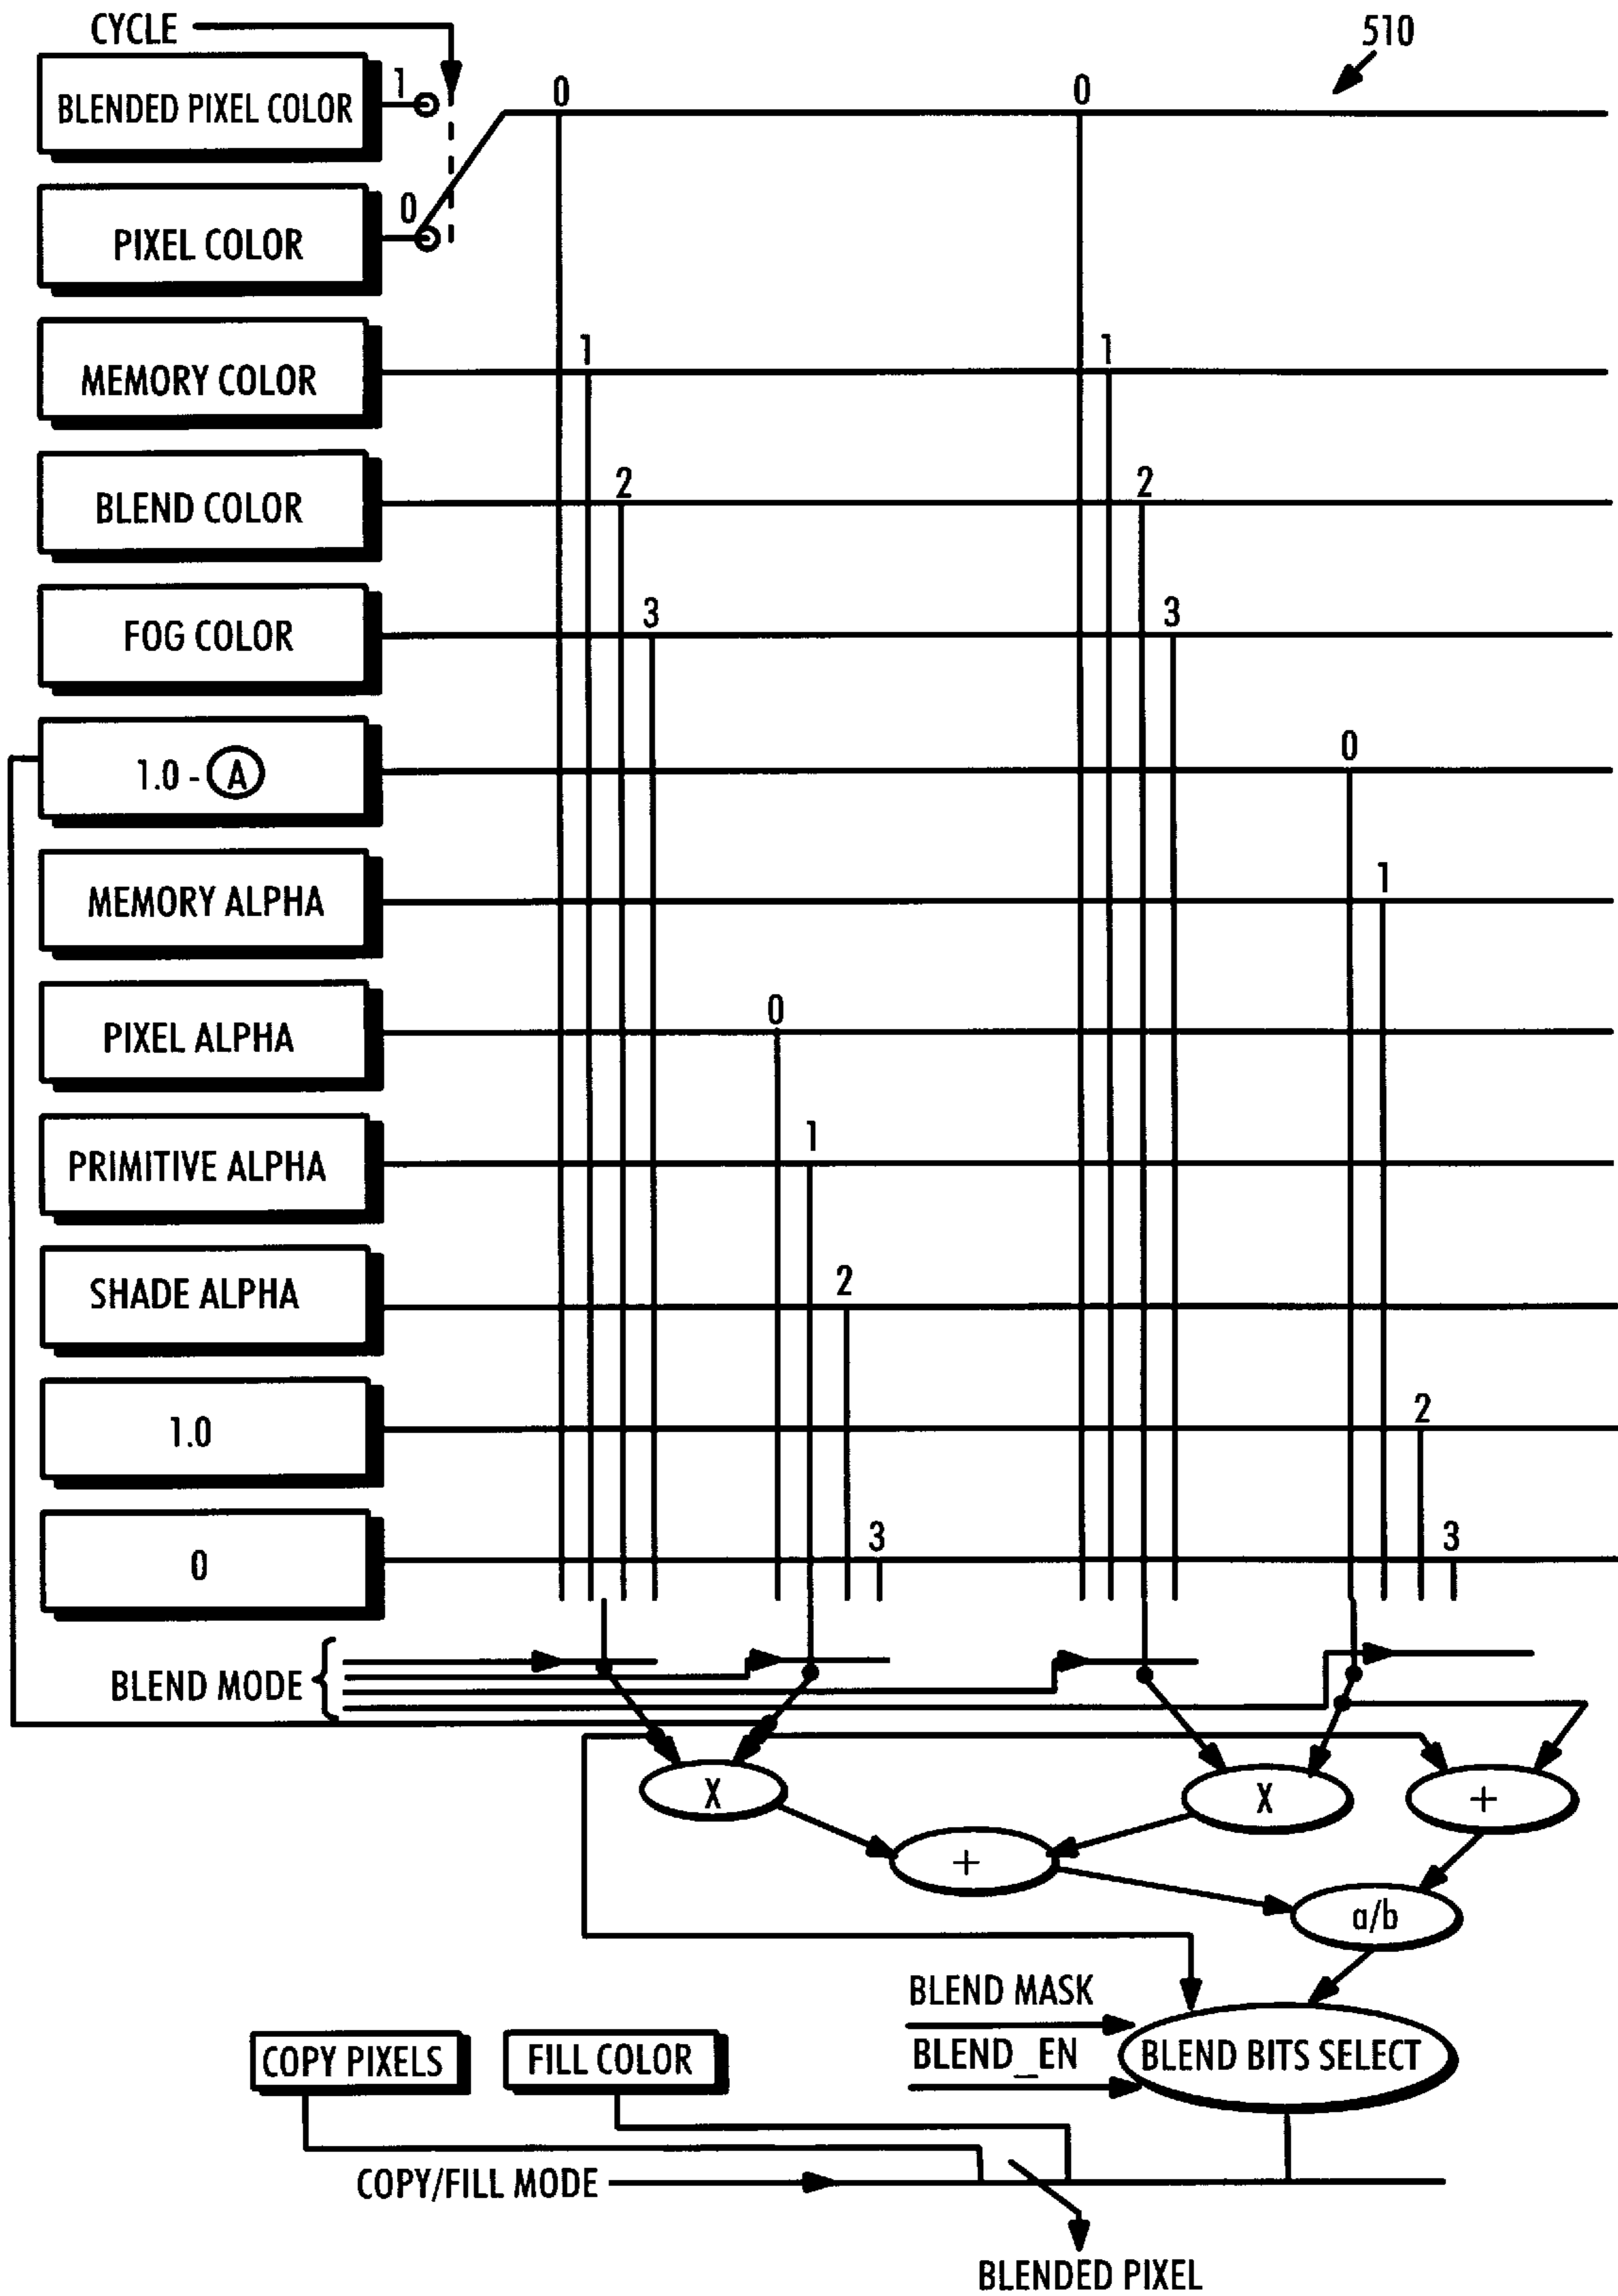 CYCLE
510
BLENDED PIXEL COLOR 1
0 0
PIXEL COLOR 0
MEMORY COLOR 1 1
BLEND COLOR 2 2
FOG COLOR 3 3
1.0 - A 0
MEMORY ALPHA 1
PIXEL ALPHA 0
PRIMITIVE ALPHA 1
SHADE ALPHA 2
1.0 2
0 3 3
BLEND MODE {
X X +
+
a/b
BLEND MASK
BLEND_EN
BLEND BITS SELECT
COPY PIXELS
FILL COLOR
COPY/FILL MODE
BLENDED PIXEL